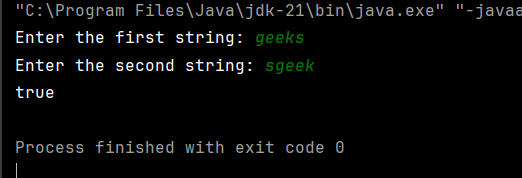 "C:\Program Files\Java\jdk-21\bin\java.exe" "-javaa
Enter the first string: geeks
Enter the second string: sgeek
true
Process finished with exit code 0